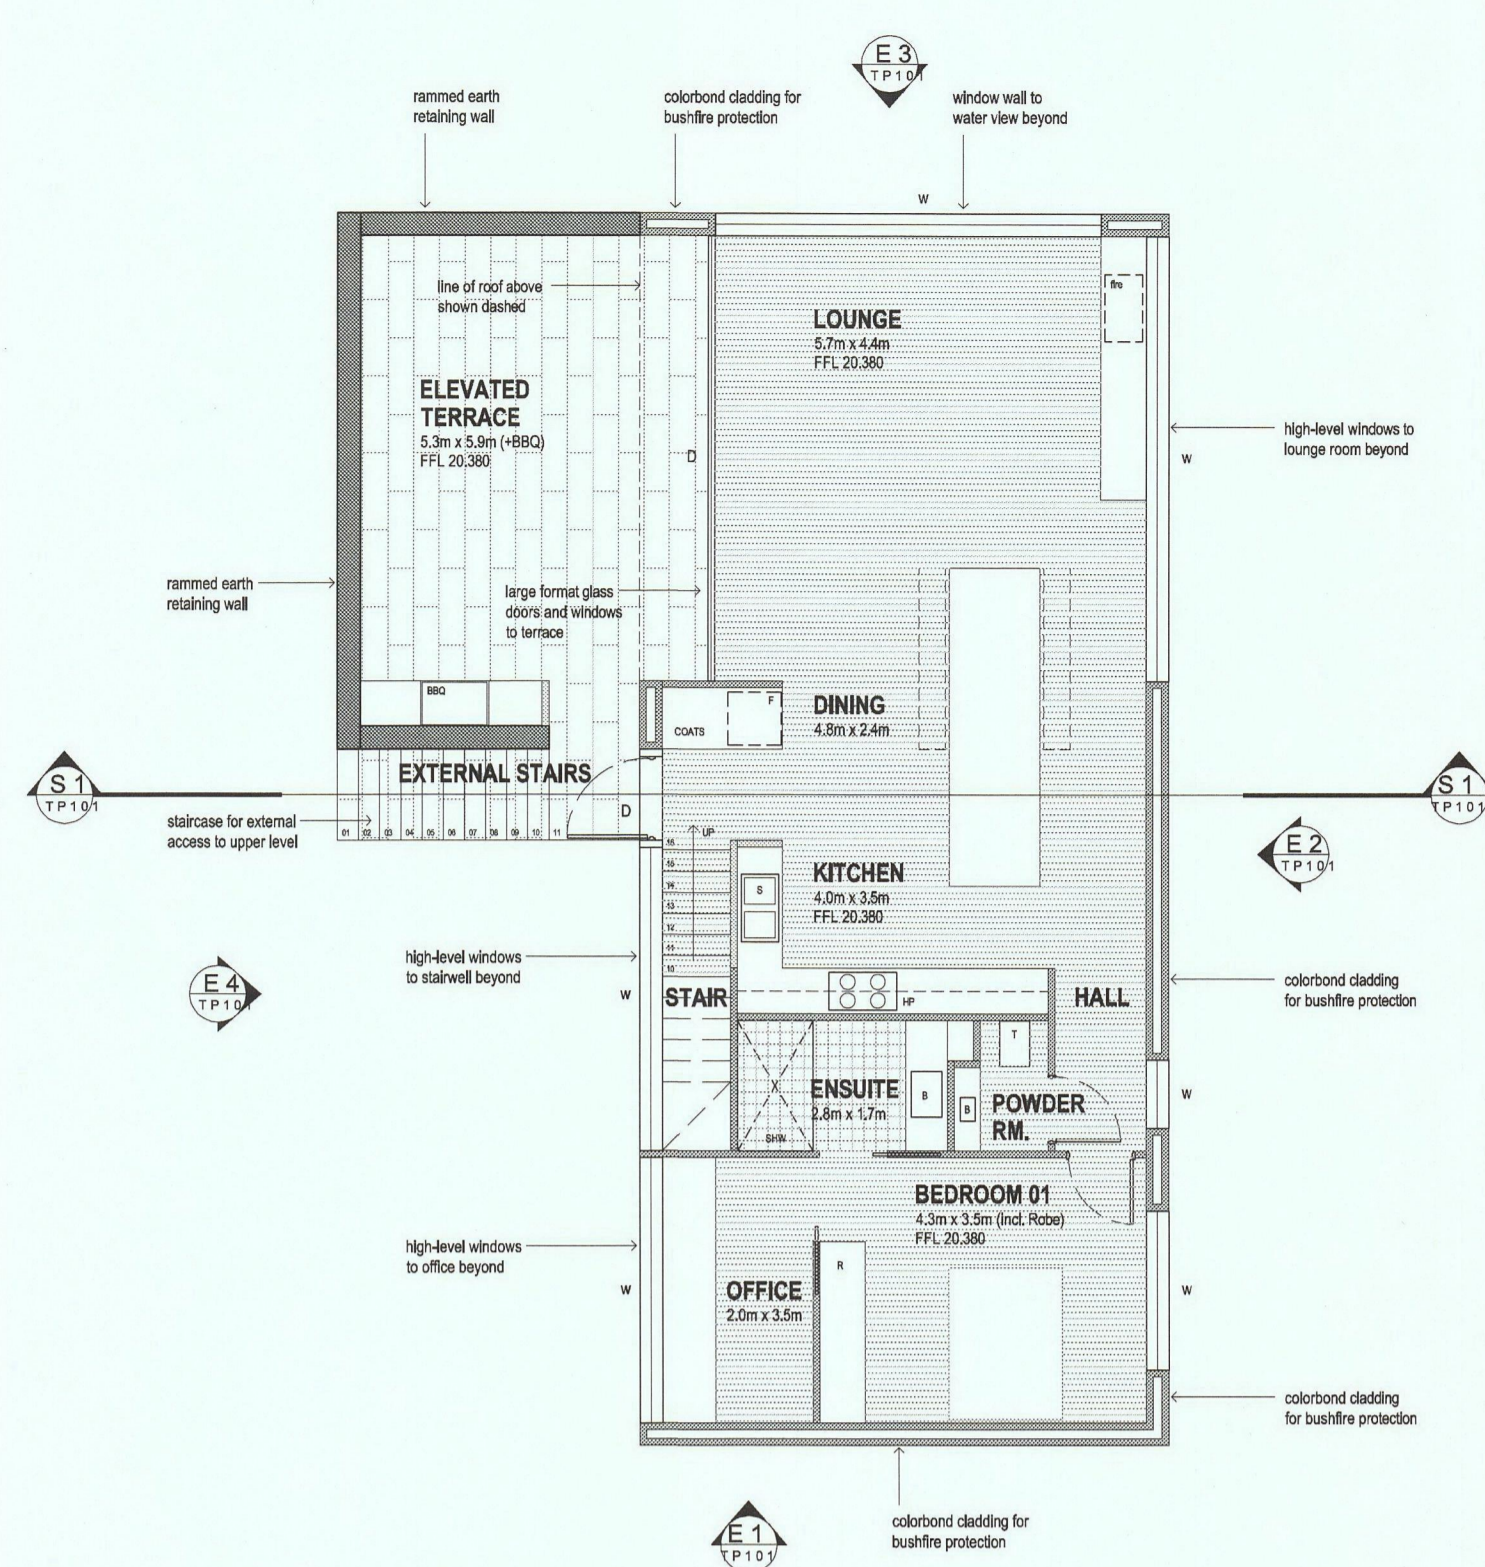 E 3
TP101
rammed earth
retaining wall
colorbond cladding for
bushfire protection
window wall to
water view beyond
W
line of roof above
shown dashed
fire
LOUNGE
5.7m x 4.4m
FFL 20.380
ELEVATED
TERRACE
5.3m x 5.9m (+BBQ)
FFL 20.380
D
high-level windows to
lounge room beyond
W
rammed earth
retaining wall
large format glass
doors and windows
to terrace
BBQ
F
COATS
DINING
4.8m x 2.4m
S 1
TP101
EXTERNAL STAIRS
S 1
TP101
staircase for external
access to upper level
01
02
03
04
05
06
07
08
09
10
11
D
UP
E 2
TP101
16
15
14
13
12
11
10
S
KITCHEN
4.0m x 3.5m
FFL 20.380
high-level windows
to stairwell beyond
E 4
TP101
W
STAIR
HP
HALL
colorbond cladding
for bushfire protection
T
ENSUITE
2.8m x 1.7m
B
B
POWDER
RM.
W
SHW
BEDROOM 01
4.3m x 3.5m (incl. Robe)
FFL 20.380
high-level windows
to office beyond
R
W
OFFICE
2.0m x 3.5m
W
colorbond cladding
for bushfire protection
colorbond cladding for
bushfire protection
E 1
TP101